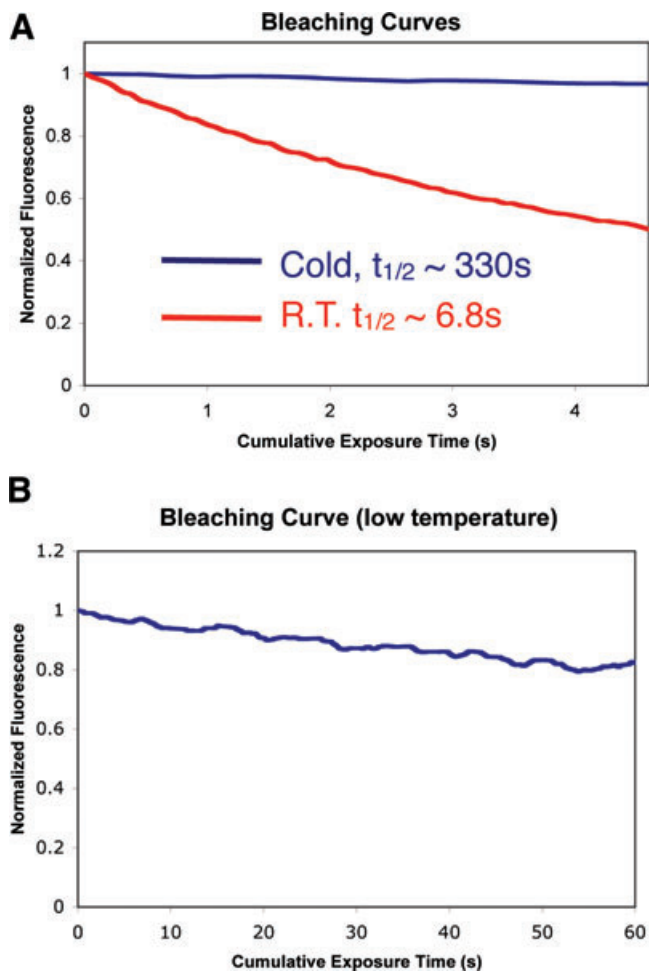 A
Bleaching Curves
Normalized Fluorescence
1
0.8
0.6
0.4
0.2
0
Cold, t1/2 ~ 330s
R.T. t1/2 ~ 6.8s
0 1 2 3 4
Cumulative Exposure Time (s)
B
Bleaching Curve (low temperature)
Normalized Fluorescence
1.2
1
0.8
0.6
0.4
0.2
0
0 10 20 30 40 50 60
Cumulative Exposure Time (s)